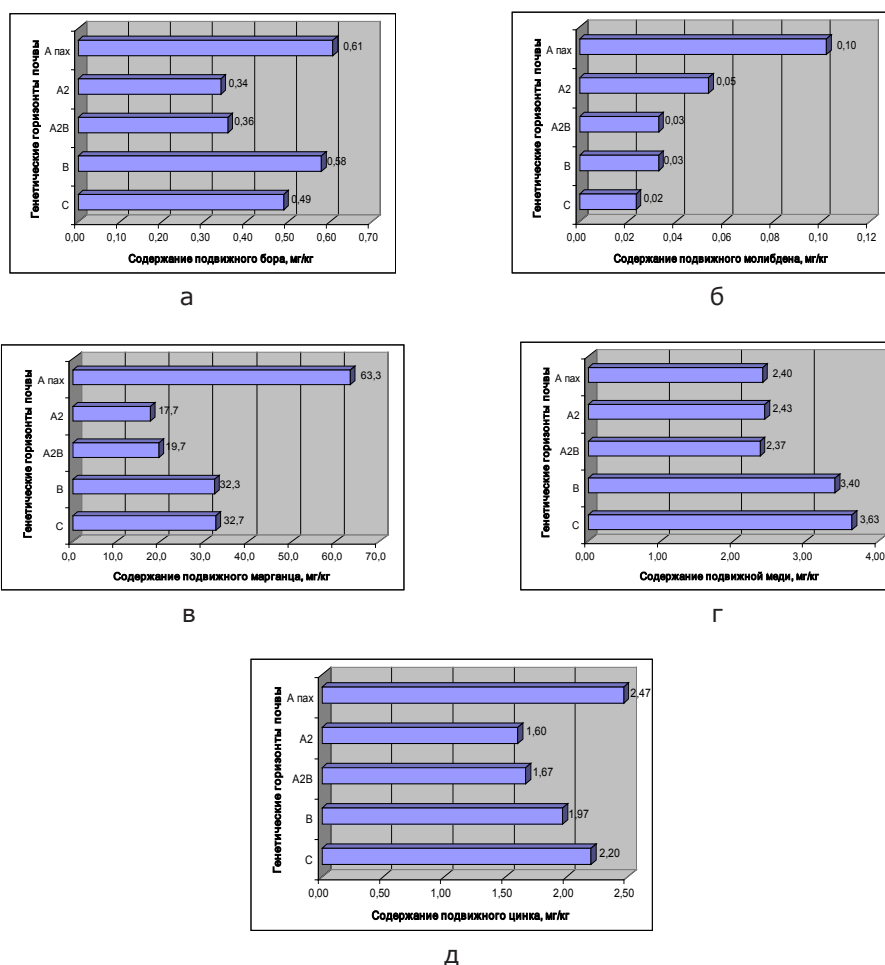 Генетические горизонты почвы
А пах
0,61
А2
0,34
А2В
0,36
В
0,58
С
0,49
0,00 0,10 0,20 0,30 0,40 0,50 0,60 0,70
Содержание подвижного бора, мг/кг
а
Генетические горизонты почвы
А пах
0,10
А2
0,05
А2В
0,03
В
0,03
С
0,02
0,00 0,02 0,04 0,06 0,08 0,10 0,12
Содержание подвижного молибдена, мг/кг
б
Генетические горизонты почвы
А пах
63,3
А2
17,7
А2В
19,7
В
32,3
С
32,7
0,0 10,0 20,0 30,0 40,0 50,0 60,0 70,0
Содержание подвижного марганца, мг/кг
в
Генетические горизонты почвы
А пах
2,40
А2
2,43
А2В
2,37
В
3,40
С
3,63
0,00 1,00 2,00 3,00 4,00
Содержание подвижной меди, мг/кг
г
Генетические горизонты почвы
А пах
2,47
А2
1,60
А2В
1,67
В
1,97
С
2,20
0,00 0,50 1,00 1,50 2,00 2,50
Содержание подвижного цинка, мг/кг
д